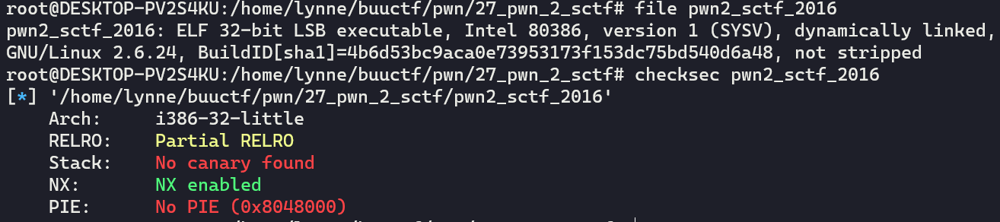 root@DESKTOP-PV2S4KU:/home/lynne/buuctf/pwn/27_pwn_2_sctf# file pwn2_sctf_2016
pwn2_sctf_2016: ELF 32-bit LSB executable, Intel 80386, version 1 (SYSV), dynamically linked,
GNU/Linux 2.6.24, BuildID[sha1]=4b6d53bc9aca0e73953173f153dc75bd540d6a48, not stripped
root@DESKTOP-PV2S4KU:/home/lynne/buuctf/pwn/27_pwn_2_sctf# checksec pwn2_sctf_2016
[*] '/home/lynne/buuctf/pwn/27_pwn_2_sctf/pwn2_sctf_2016'
Arch: i386-32-little
RELRO: Partial RELRO
Stack: No canary found
NX: NX enabled
PIE: No PIE (0x8048000)